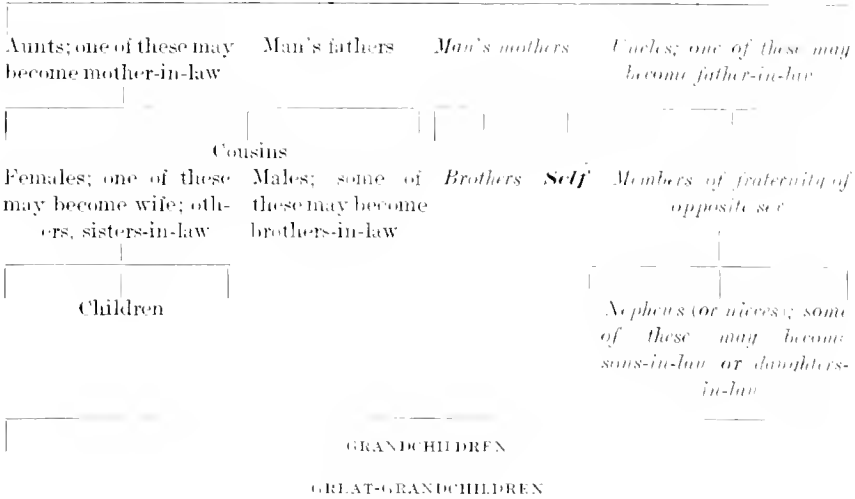 Aunts; one of these may become mother-in-law
Man's fathers
Man's mothers
Uncles; one of these may become father-in-law
Cousins
Females; one of these may become wife; oth-
ers, sisters-in-law
Males; some of these may become brothers-in-law
Brothers
Self
Members of fraternity of opposite sex
Children
Nephews (or nieces); some of these may become sons-in-law or daughters-
in-law
GRANDCHILDREN
GREAT-GRANDCHILDREN